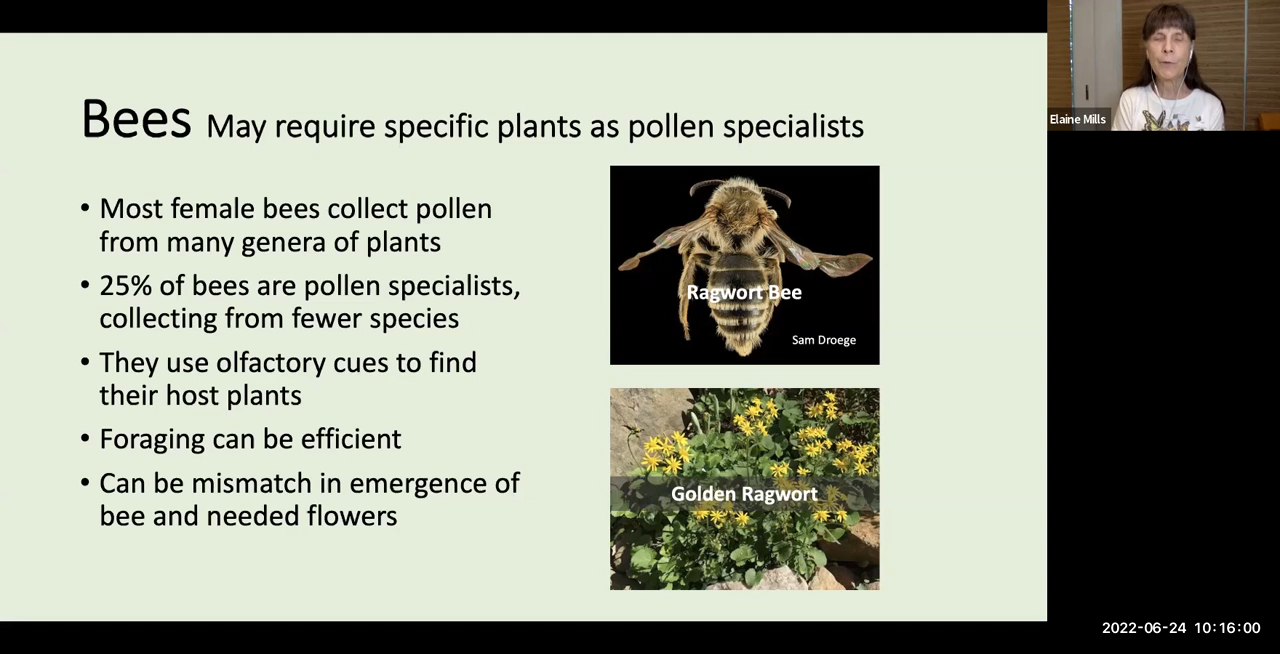 Elaine Mills
Bees May require specific plants as pollen specialists
• Most female bees collect pollen
from many genera of plants
• 25% of bees are pollen specialists,
collecting from fewer species
• They use olfactory cues to find
their host plants
• Foraging can be efficient
• Can be mismatch in emergence of
bee and needed flowers
Ragwort Bee
Sam Droege
Golden Ragwort
2022-06-24 10:16:00